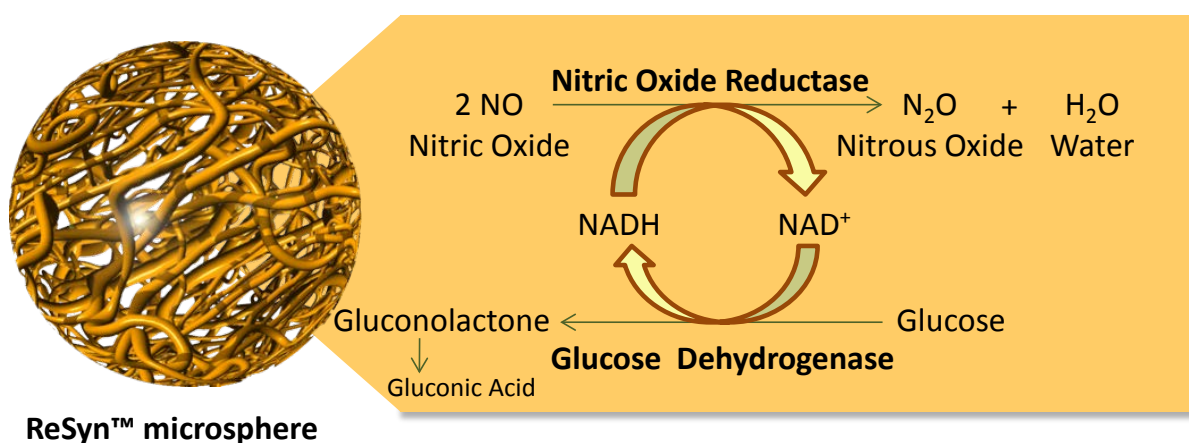 Nitric Oxide Reductase
2 NO N₂O + H₂O
Nitric Oxide Nitrous Oxide Water
NADH NAD⁺
Gluconolactone Glucose
Glucose Dehydrogenase
Gluconic Acid
ReSyn™ microsphere